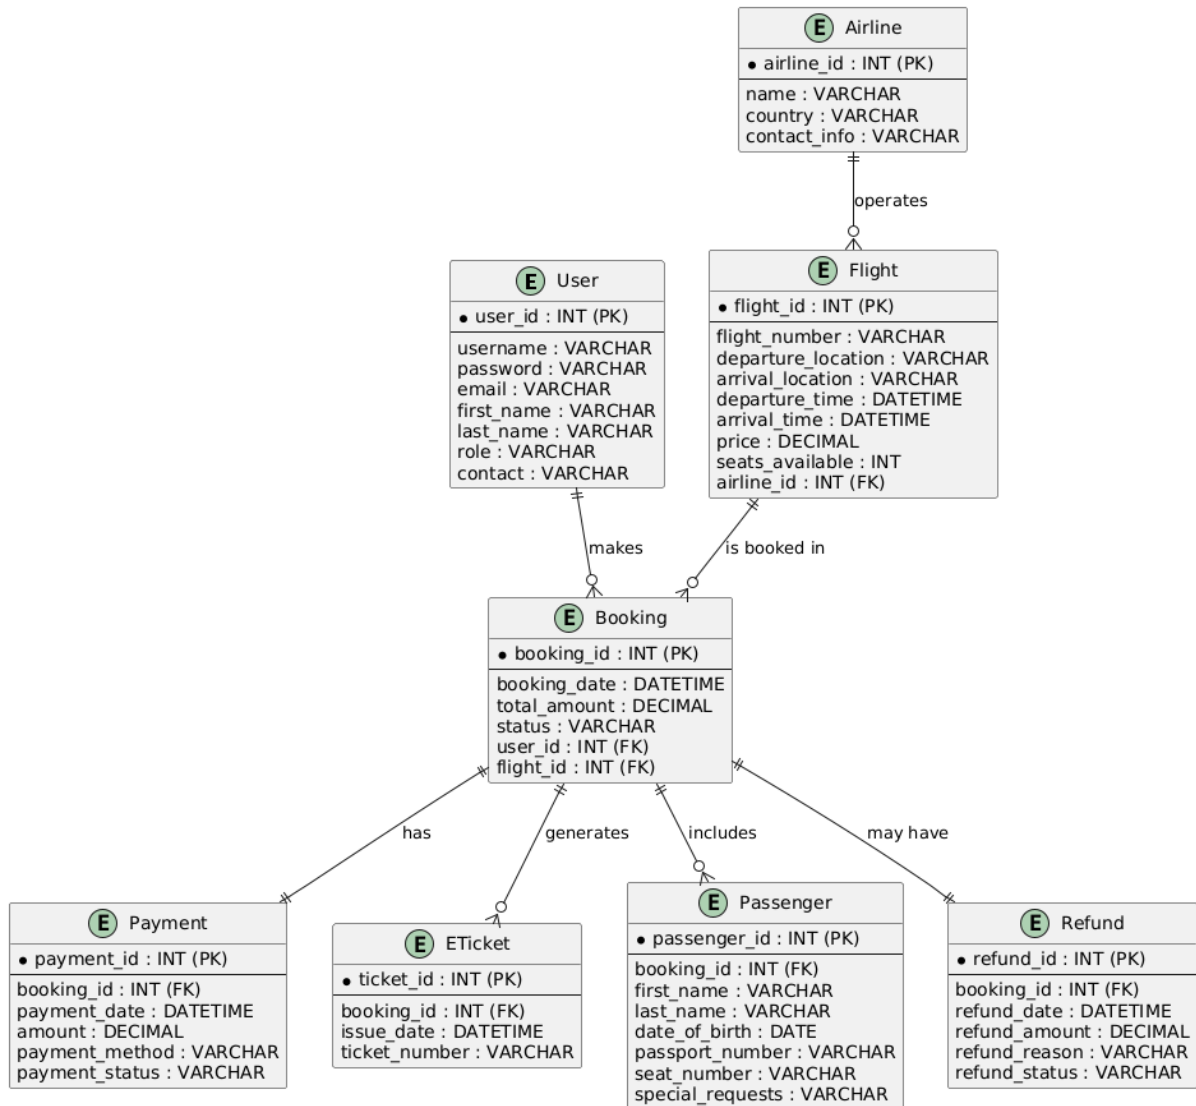 E Airline
airline_id : INT (PK)
name : VARCHAR
country : VARCHAR
contact_info : VARCHAR
operates
E User
user_id : INT (PK)
username : VARCHAR
password : VARCHAR
email : VARCHAR
first_name : VARCHAR
last_name : VARCHAR
role : VARCHAR
contact : VARCHAR
E Flight
flight_id : INT (PK)
flight_number : VARCHAR
departure_location : VARCHAR
arrival_location : VARCHAR
departure_time : DATETIME
arrival_time : DATETIME
price : DECIMAL
seats_available : INT
airline_id : INT (FK)
makes
is booked in
E Booking
booking_id : INT (PK)
booking_date : DATETIME
total_amount : DECIMAL
status : VARCHAR
user_id : INT (FK)
flight_id : INT (FK)
has
generates
includes
may have
E Payment
payment_id : INT (PK)
booking_id : INT (FK)
payment_date : DATETIME
amount : DECIMAL
payment_method : VARCHAR
payment_status : VARCHAR
E ETicket
ticket_id : INT (PK)
booking_id : INT (FK)
issue_date : DATETIME
ticket_number : VARCHAR
E Passenger
passenger_id : INT (PK)
booking_id : INT (FK)
first_name : VARCHAR
last_name : VARCHAR
date_of_birth : DATE
passport_number : VARCHAR
seat_number : VARCHAR
special_requests : VARCHAR
E Refund
refund_id : INT (PK)
booking_id : INT (FK)
refund_date : DATETIME
refund_amount : DECIMAL
refund_reason : VARCHAR
refund_status : VARCHAR